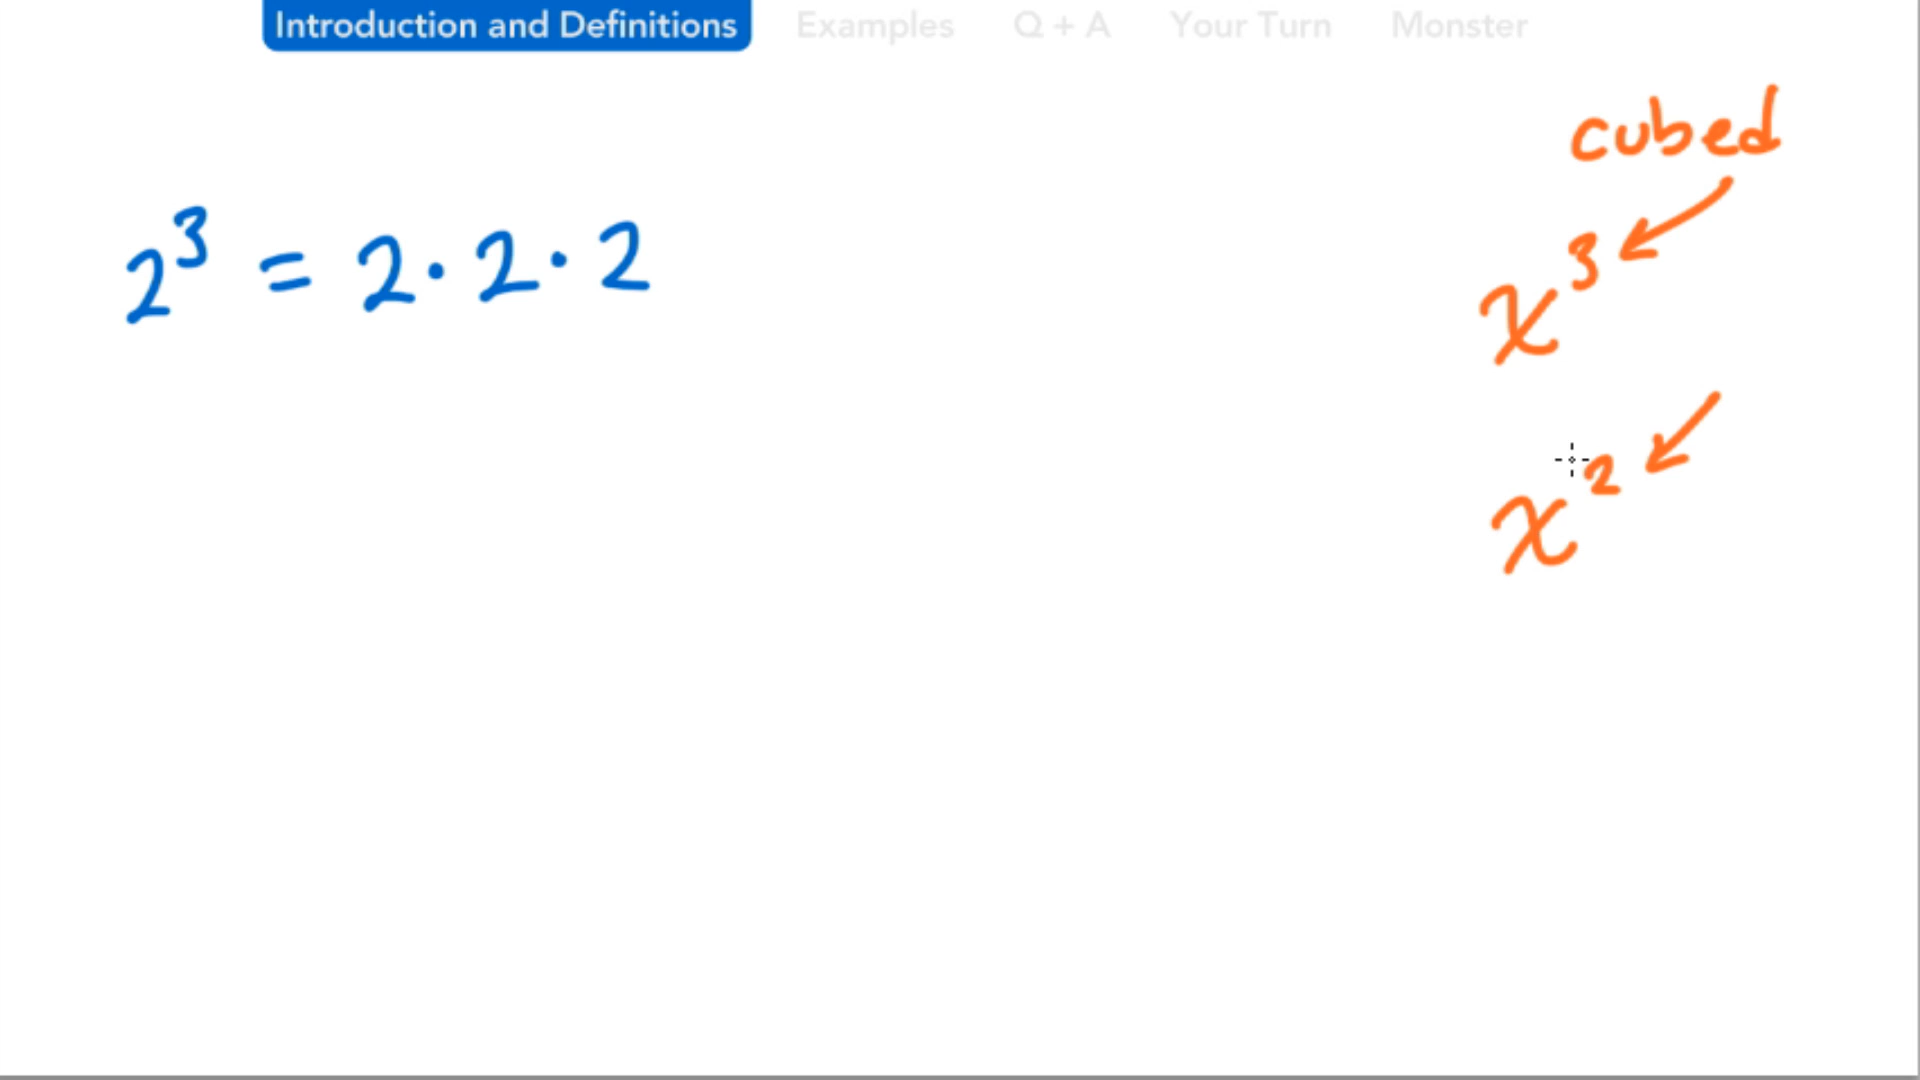 Introduction and Definitions Examples Q + A Your Turn Monster
cubed
2³ = 2·2·2
x³
x²